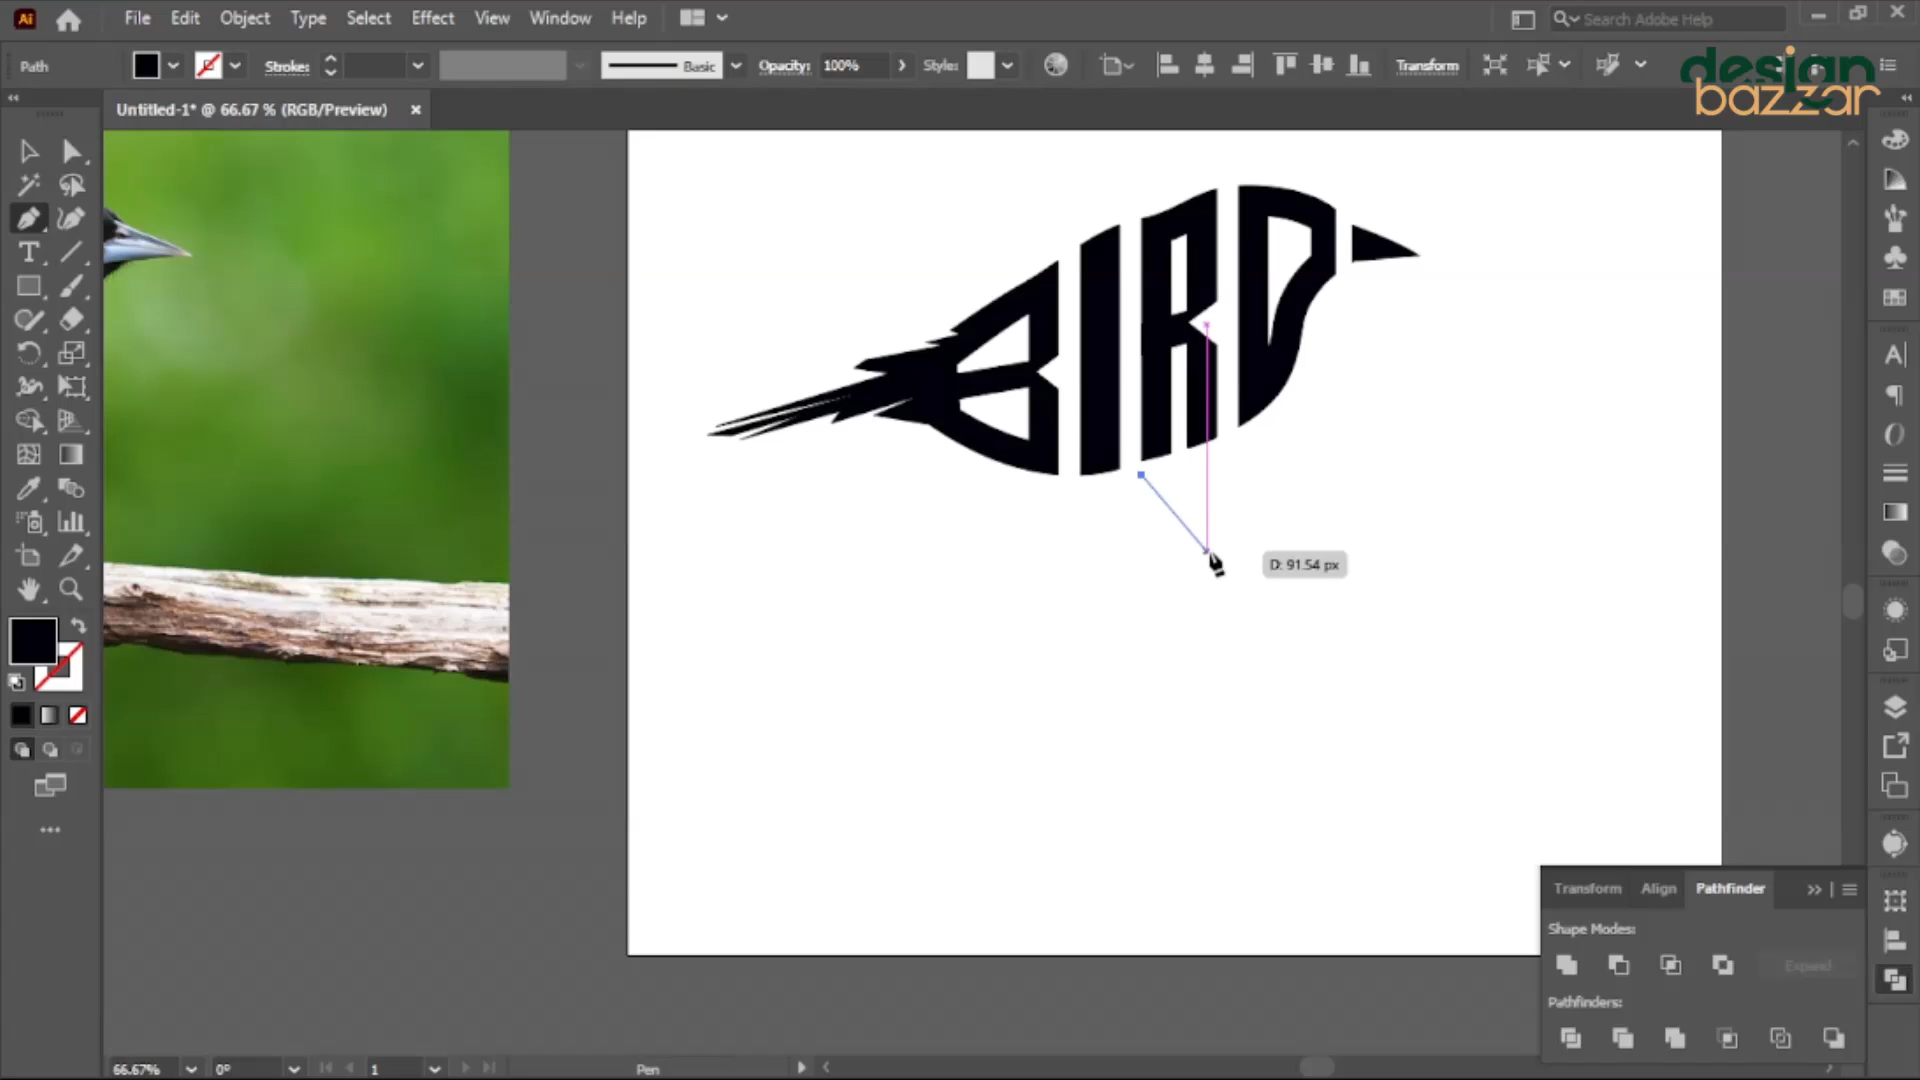 Ai File Edit Object Type Select Effect View Window Help Search Adobe Help
Path Stroke: Basic Opacity: 100% Style: Transform
design
bazzar
Untitled-1* @ 66.67 % (RGB/Preview)
BIRD
D: 91.54 px
Transform Align Pathfinder
Shape Modes:
Expand
Pathfinders:
66.67% 0° 1 Pen